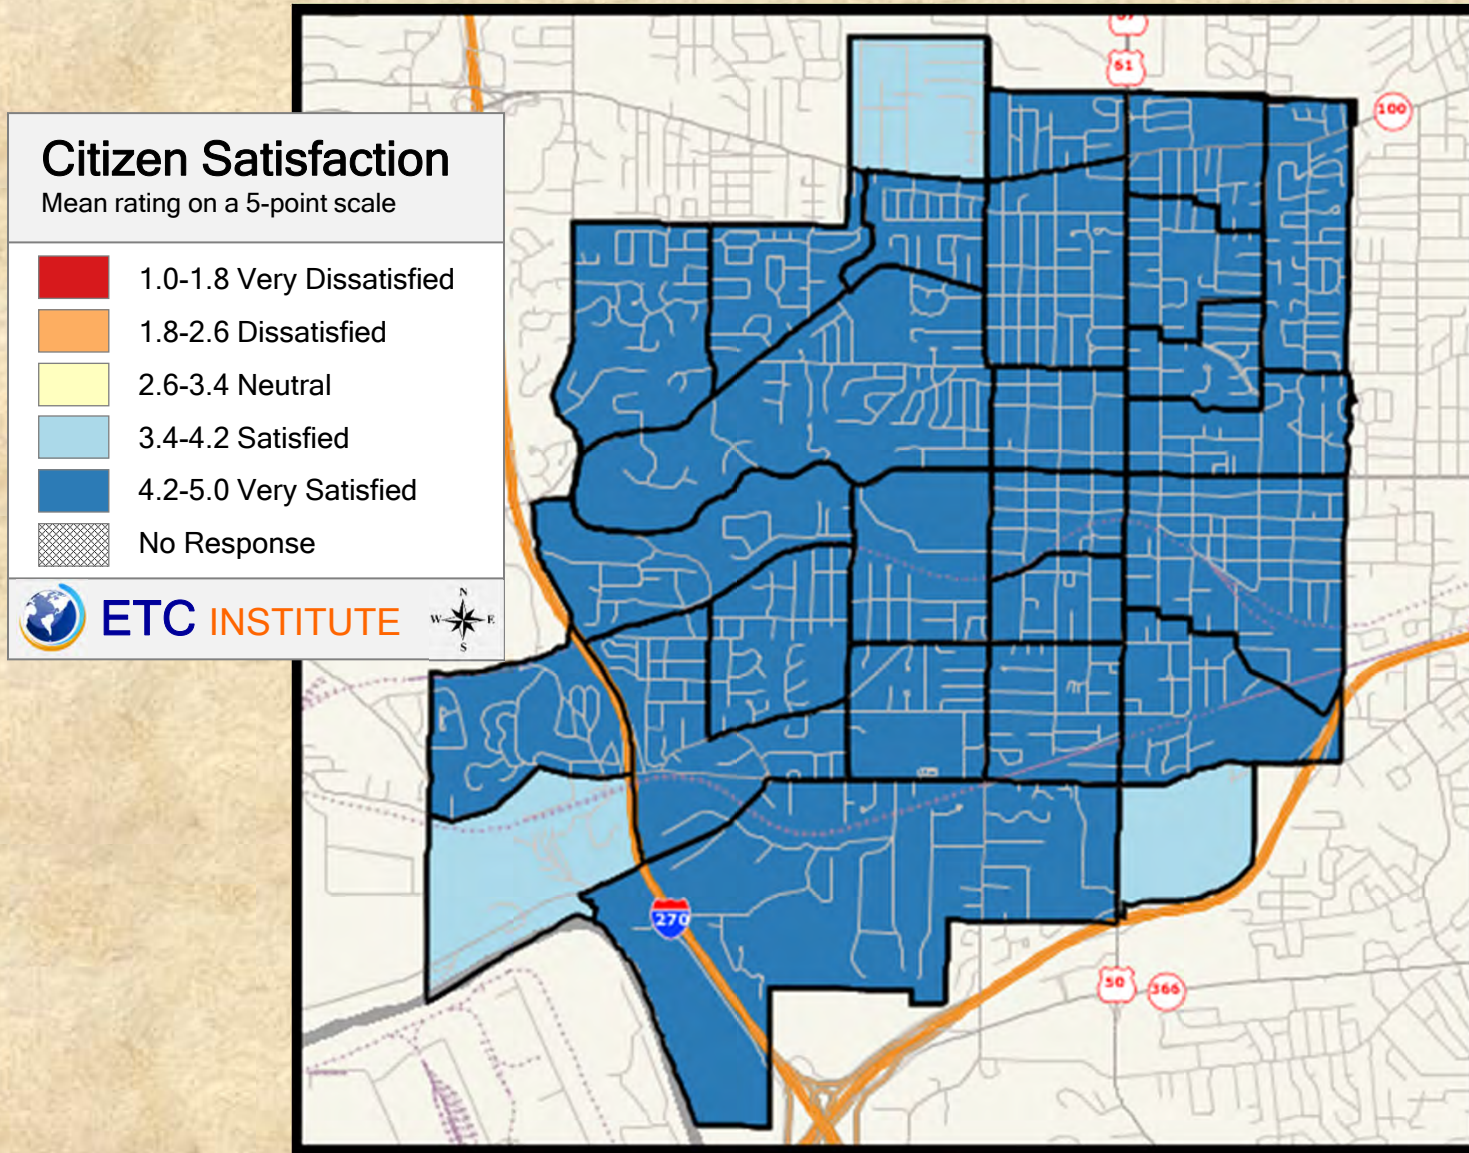 61
100
Citizen Satisfaction
Mean rating on a 5-point scale
1.0-1.8 Very Dissatisfied
1.8-2.6 Dissatisfied
2.6-3.4 Neutral
3.4-4.2 Satisfied
4.2-5.0 Very Satisfied
No Response
ETC INSTITUTE
N
W E
S
270
50
366